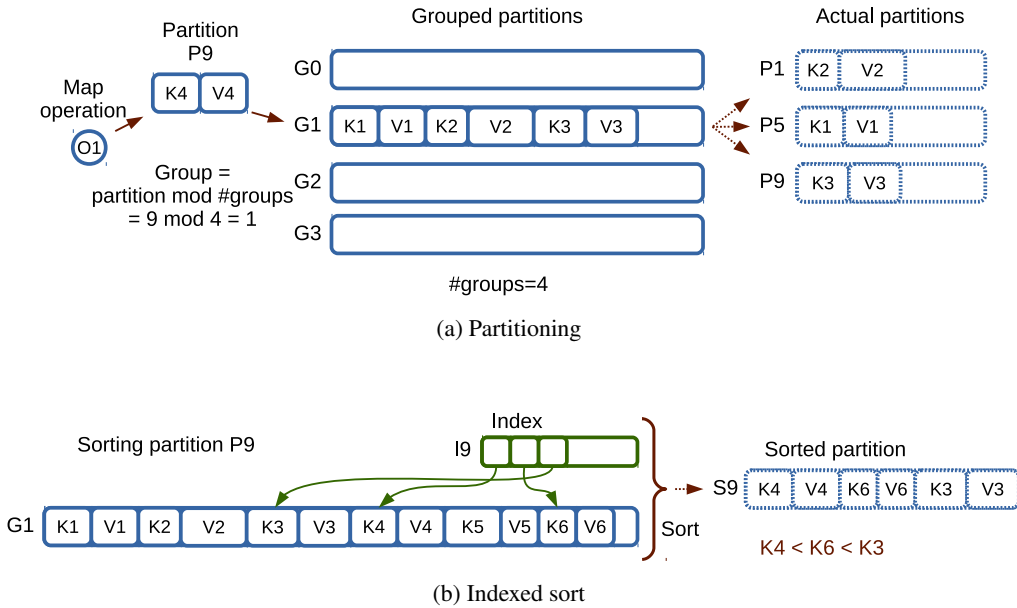 Grouped partitions
Actual partitions
Partition
P9
K4 V4
Map
operation
O1
Group =
partition mod #groups
= 9 mod 4 = 1
G0
G1 K1 V1 K2 V2 K3 V3
G2
G3
#groups=4
P1 K2 V2
P5 K1 V1
P9 K3 V3
(a) Partitioning
Sorting partition P9
Index
I9
G1 K1 V1 K2 V2 K3 V3 K4 V4 K5 V5 K6 V6
Sort
Sorted partition
S9 K4 V4 K6 V6 K3 V3
K4 < K6 < K3
(b) Indexed sort